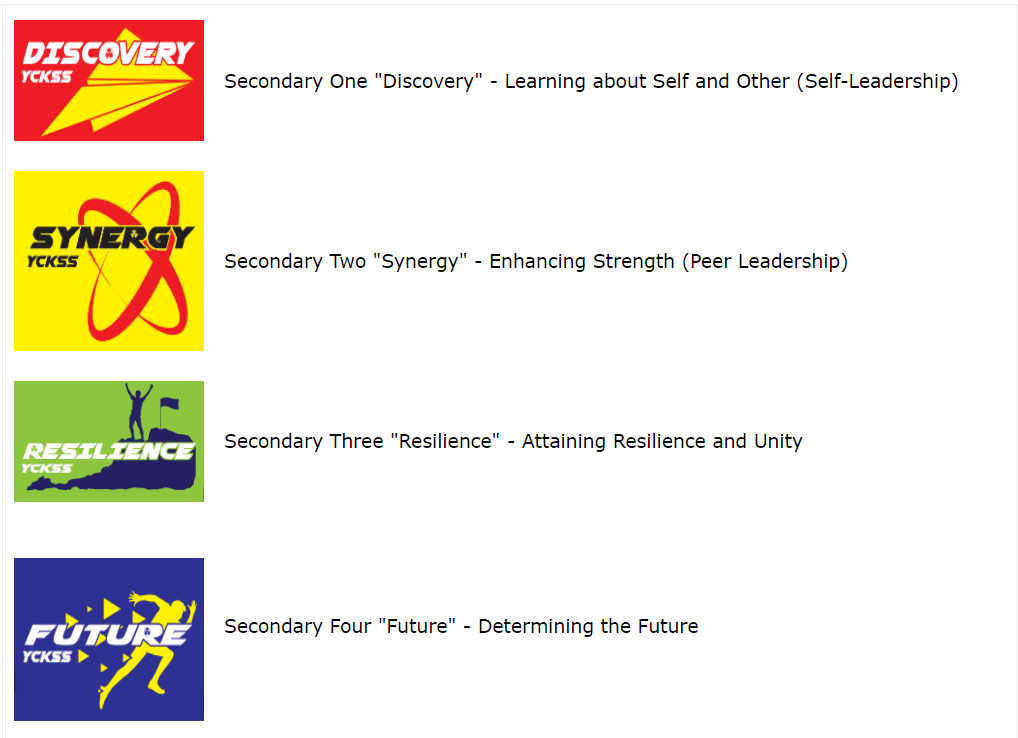 DISCOVERY
YCKSS
Secondary One "Discovery" - Learning about Self and Other (Self-Leadership)
SYNERGY
YCKSS
Secondary Two "Synergy" - Enhancing Strength (Peer Leadership)
RESILIENCE
YCKSS
Secondary Three "Resilience" - Attaining Resilience and Unity
FUTURE
YCKSS
Secondary Four "Future" - Determining the Future